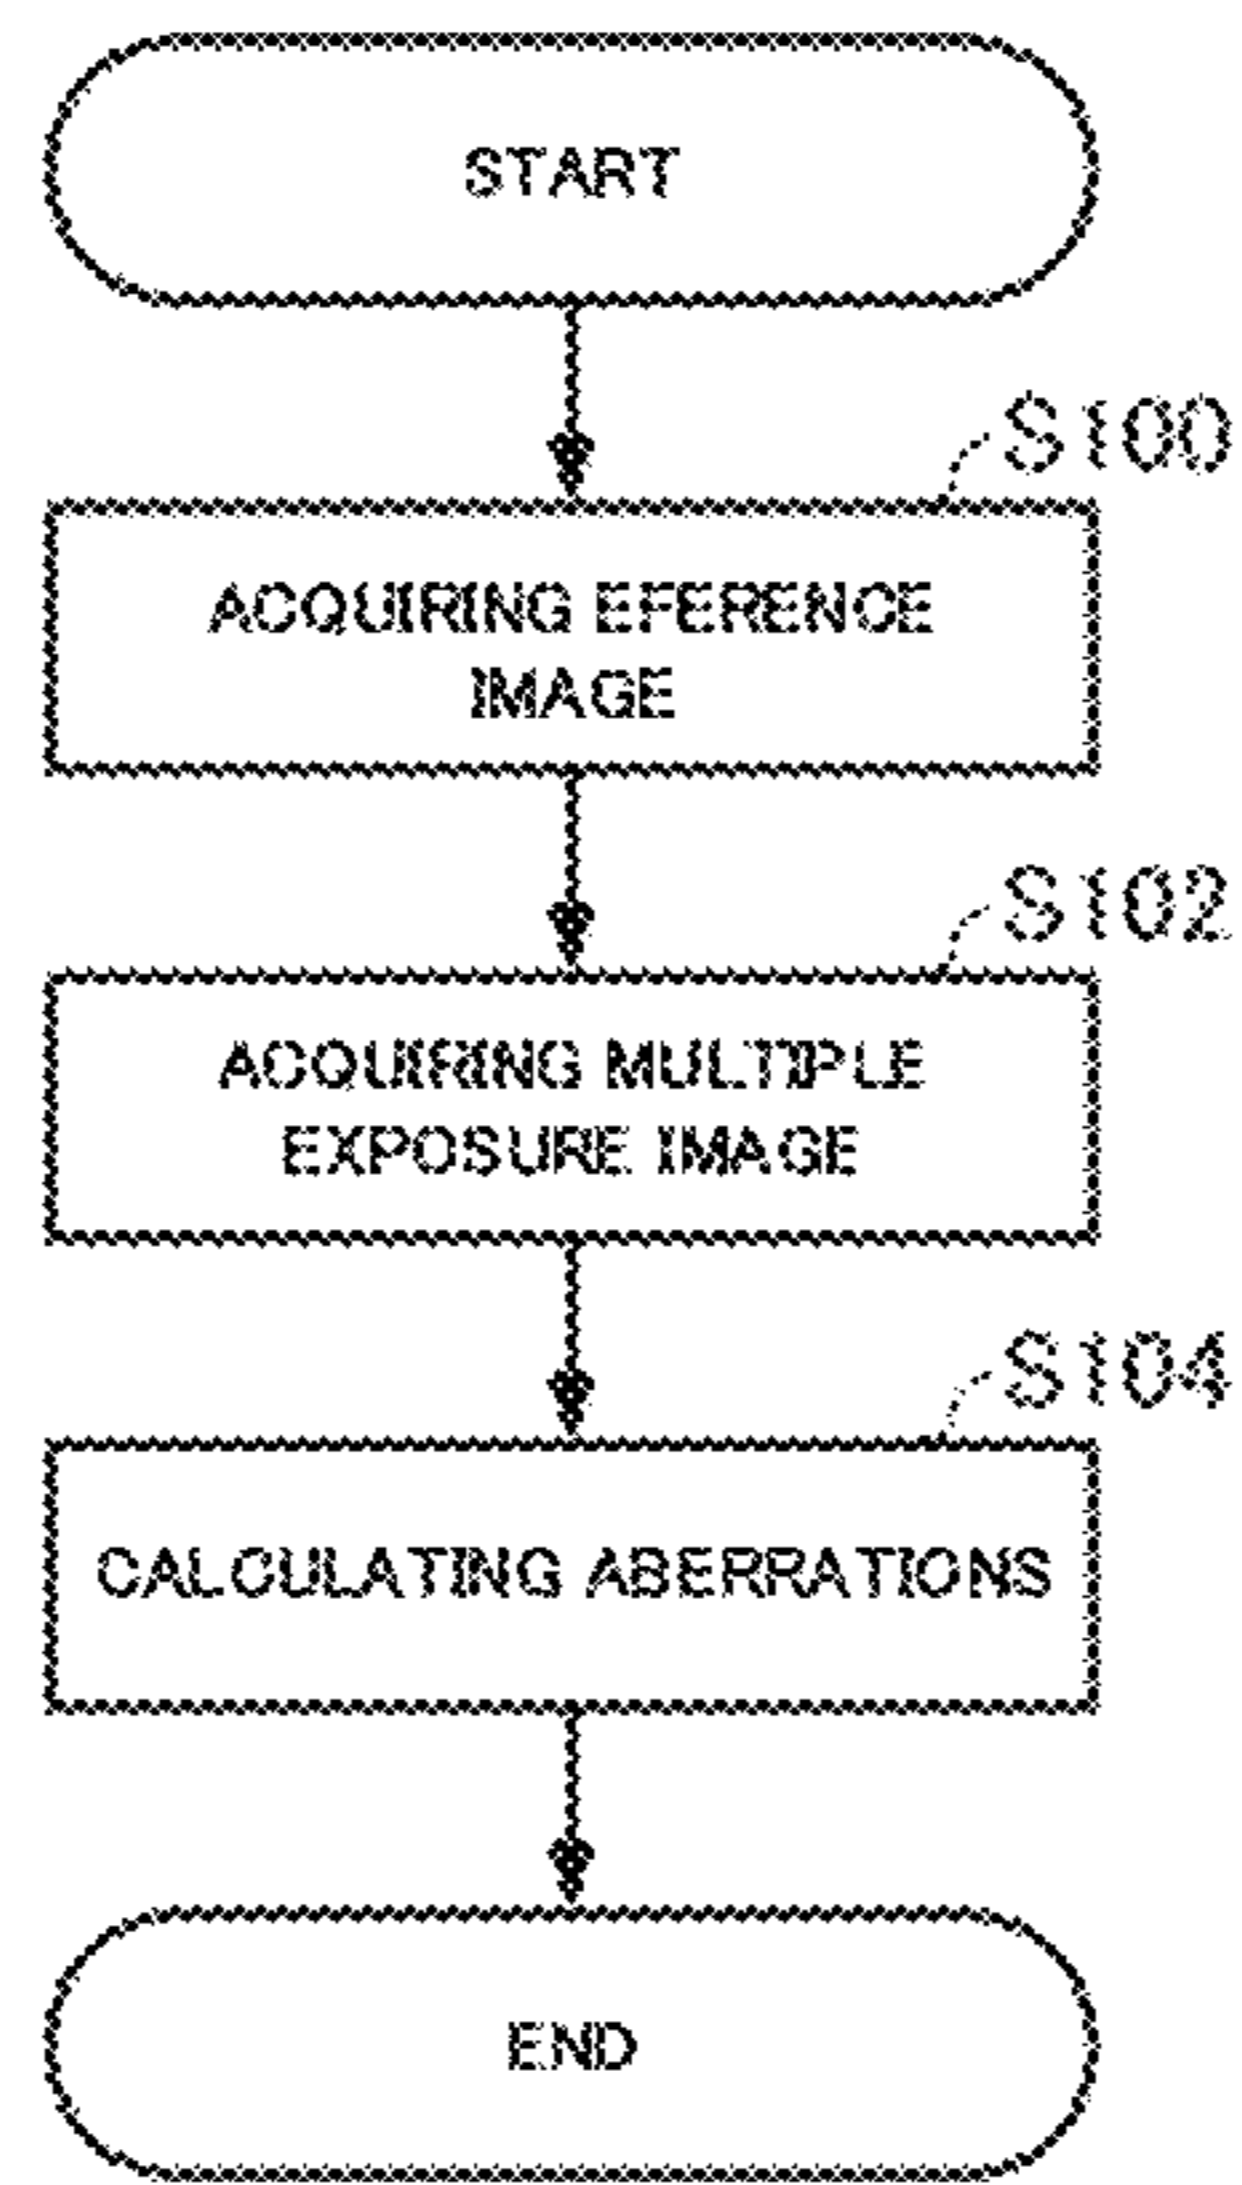 START
S100
ACQUIRING EFERENCE
IMAGE
S102
ACQUIRING MULTIPLE
EXPOSURE IMAGE
S104
CALCULATING ABERRATIONS
END